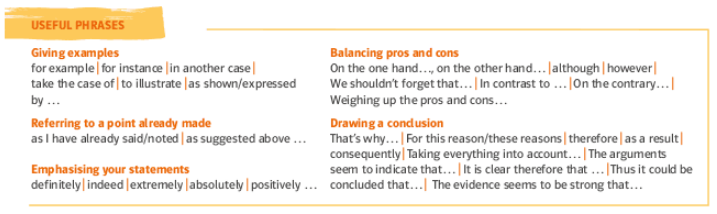 USEFUL PHRASES
Giving examples
for example | for instance | in another case |
take the case of | to illustrate | as shown/expressed
by ...
Referring to a point already made
as I have already said/noted | as suggested above ...
Emphasising your statements
definitely | indeed | extremely | absolutely | positively ...
Balancing pros and cons
On the one hand..., on the other hand... | although | however |
We shouldn't forget that... | In contrast to ... | On the contrary... |
Weighing up the pros and cons...
Drawing a conclusion
That's why... | For this reason/these reasons | therefore | as a result |
consequently | Taking everything into account... | The arguments
seem to indicate that... | It is clear therefore that ... | Thus it could be
concluded that... | The evidence seems to be strong that...